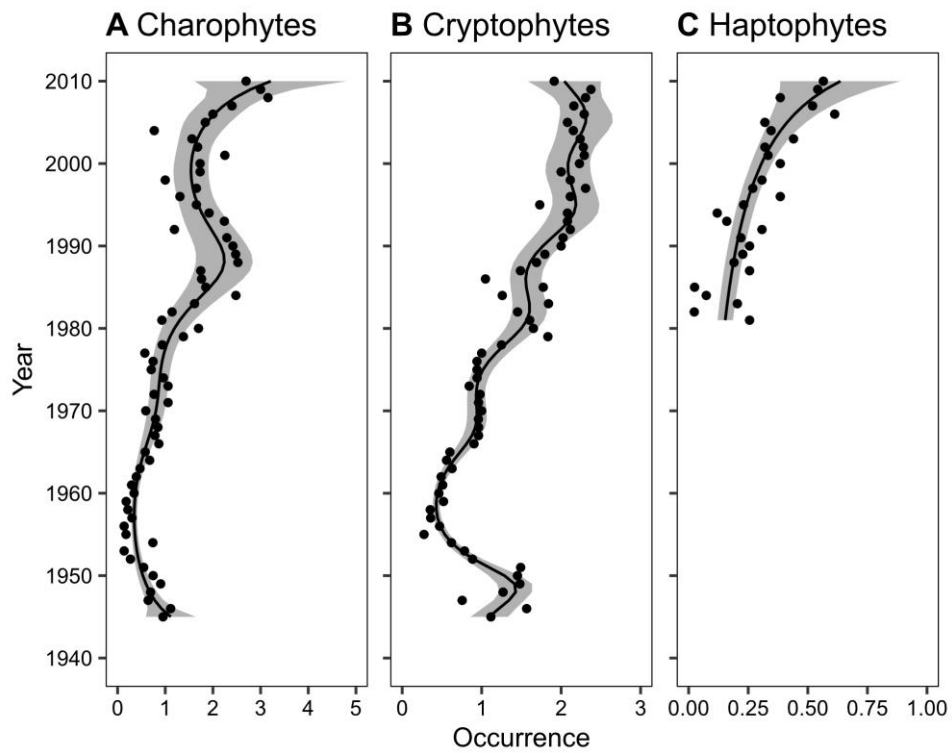 A Charophytes
B Cryptophytes
C Haptophytes
Year
2010
2000
1990
1980
1970
1960
1950
1940
0 1 2 3 4 5
0 1 2 3
0.00 0.25 0.50 0.75 1.00
Occurrence